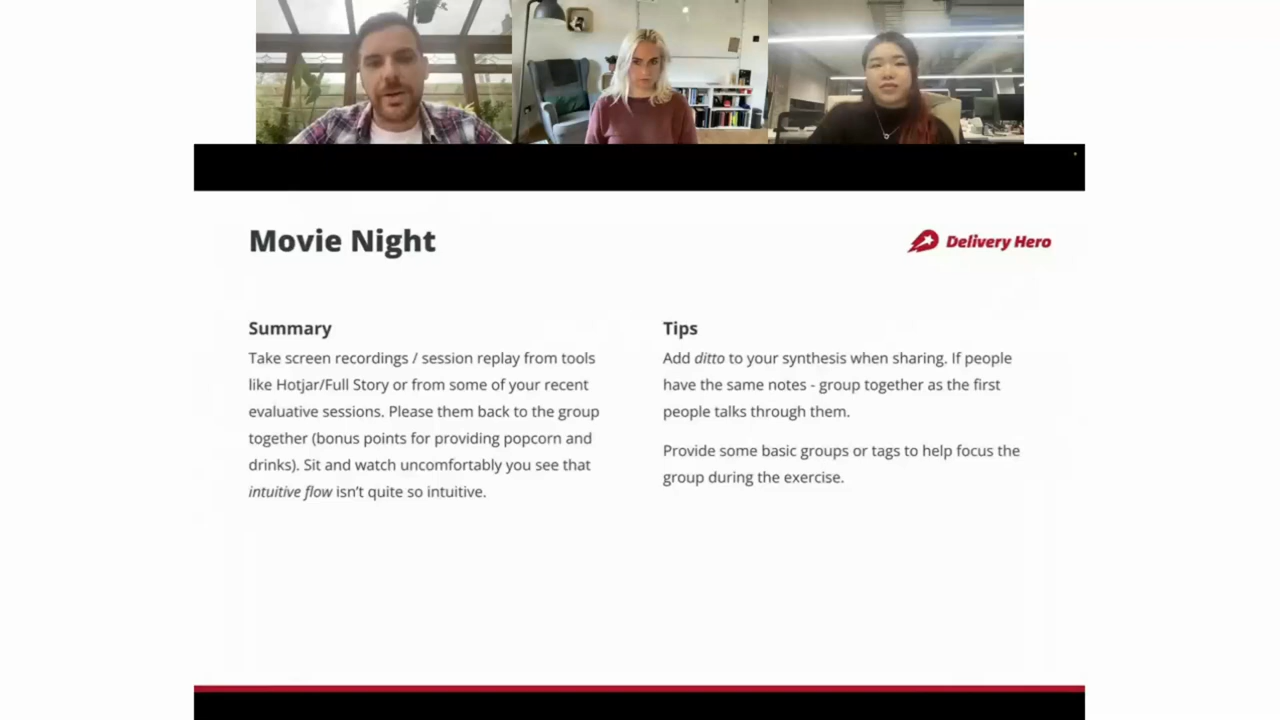 Movie Night
Delivery Hero
Summary
Take screen recordings / session replay from tools
like Hotjar/Full Story or from some of your recent
evaluative sessions. Please them back to the group
together (bonus points for providing popcorn and
drinks). Sit and watch uncomfortably you see that
intuitive flow isn't quite so intuitive.
Tips
Add ditto to your synthesis when sharing. If people
have the same notes - group together as the first
people talks through them.
Provide some basic groups or tags to help focus the
group during the exercise.